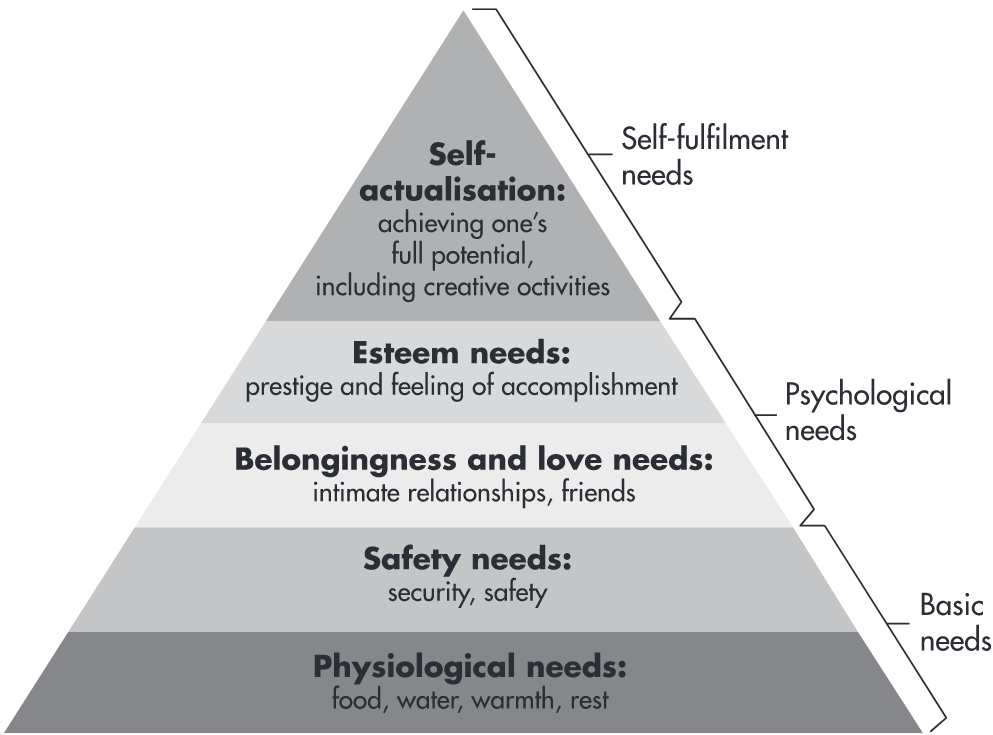 Self-
actualisation:
achieving one's
full potential,
including creative octivities
Self-fulfilment
needs
Esteem needs:
prestige and feeling of accomplishment
Psychological
needs
Belongingness and love needs:
intimate relationships, friends
Safety needs:
security, safety
Basic
needs
Physiological needs:
food, water, warmth, rest